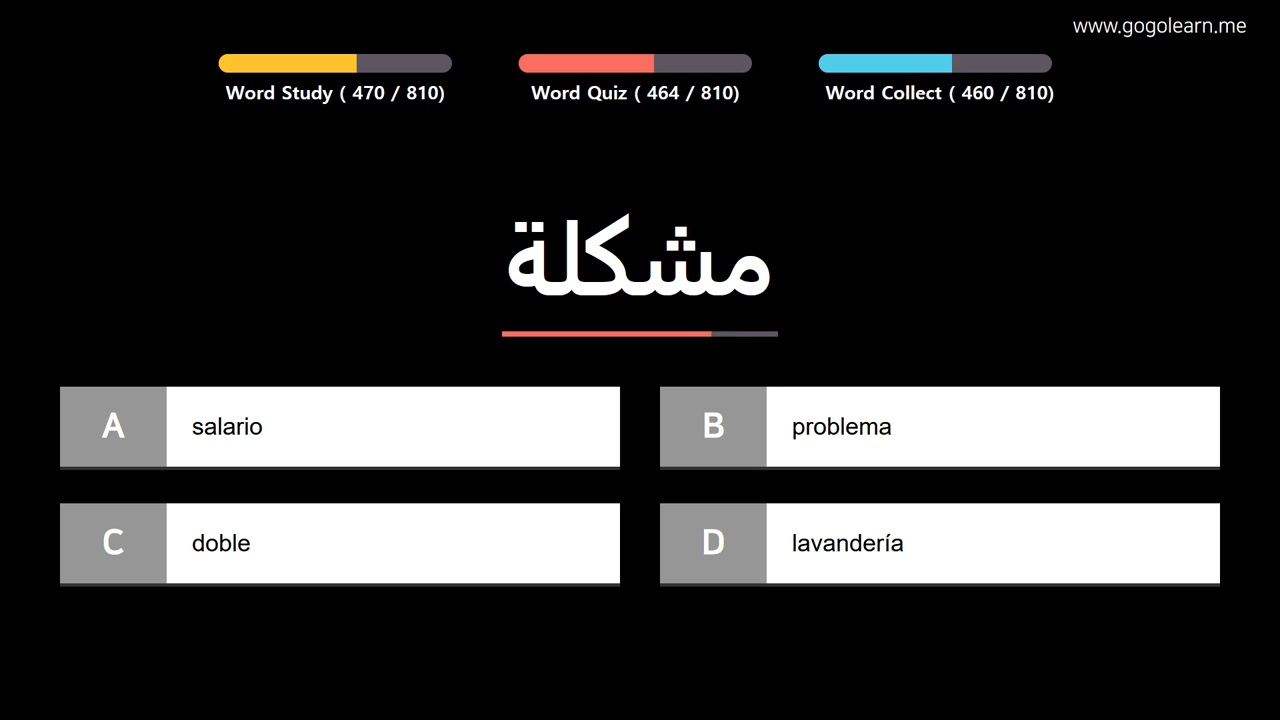 www.gogolearn.me
Word Study ( 470 / 810)
Word Quiz ( 464 / 810)
Word Collect ( 460 / 810)
مشكلة
A
salario
B
problema
C
doble
D
lavandería